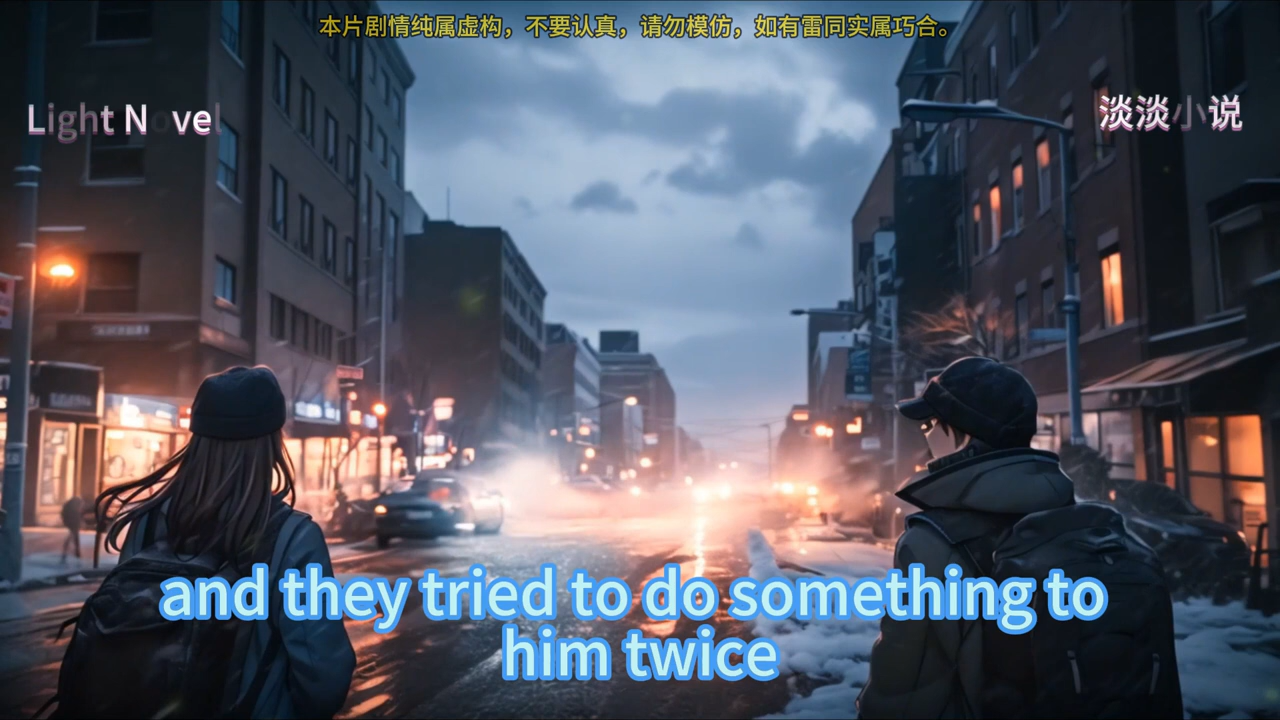 本片剧情纯属虚构，不要认真，请勿模仿，如有雷同实属巧合。
Light Novel
淡淡小说
and they tried to do something to
him twice